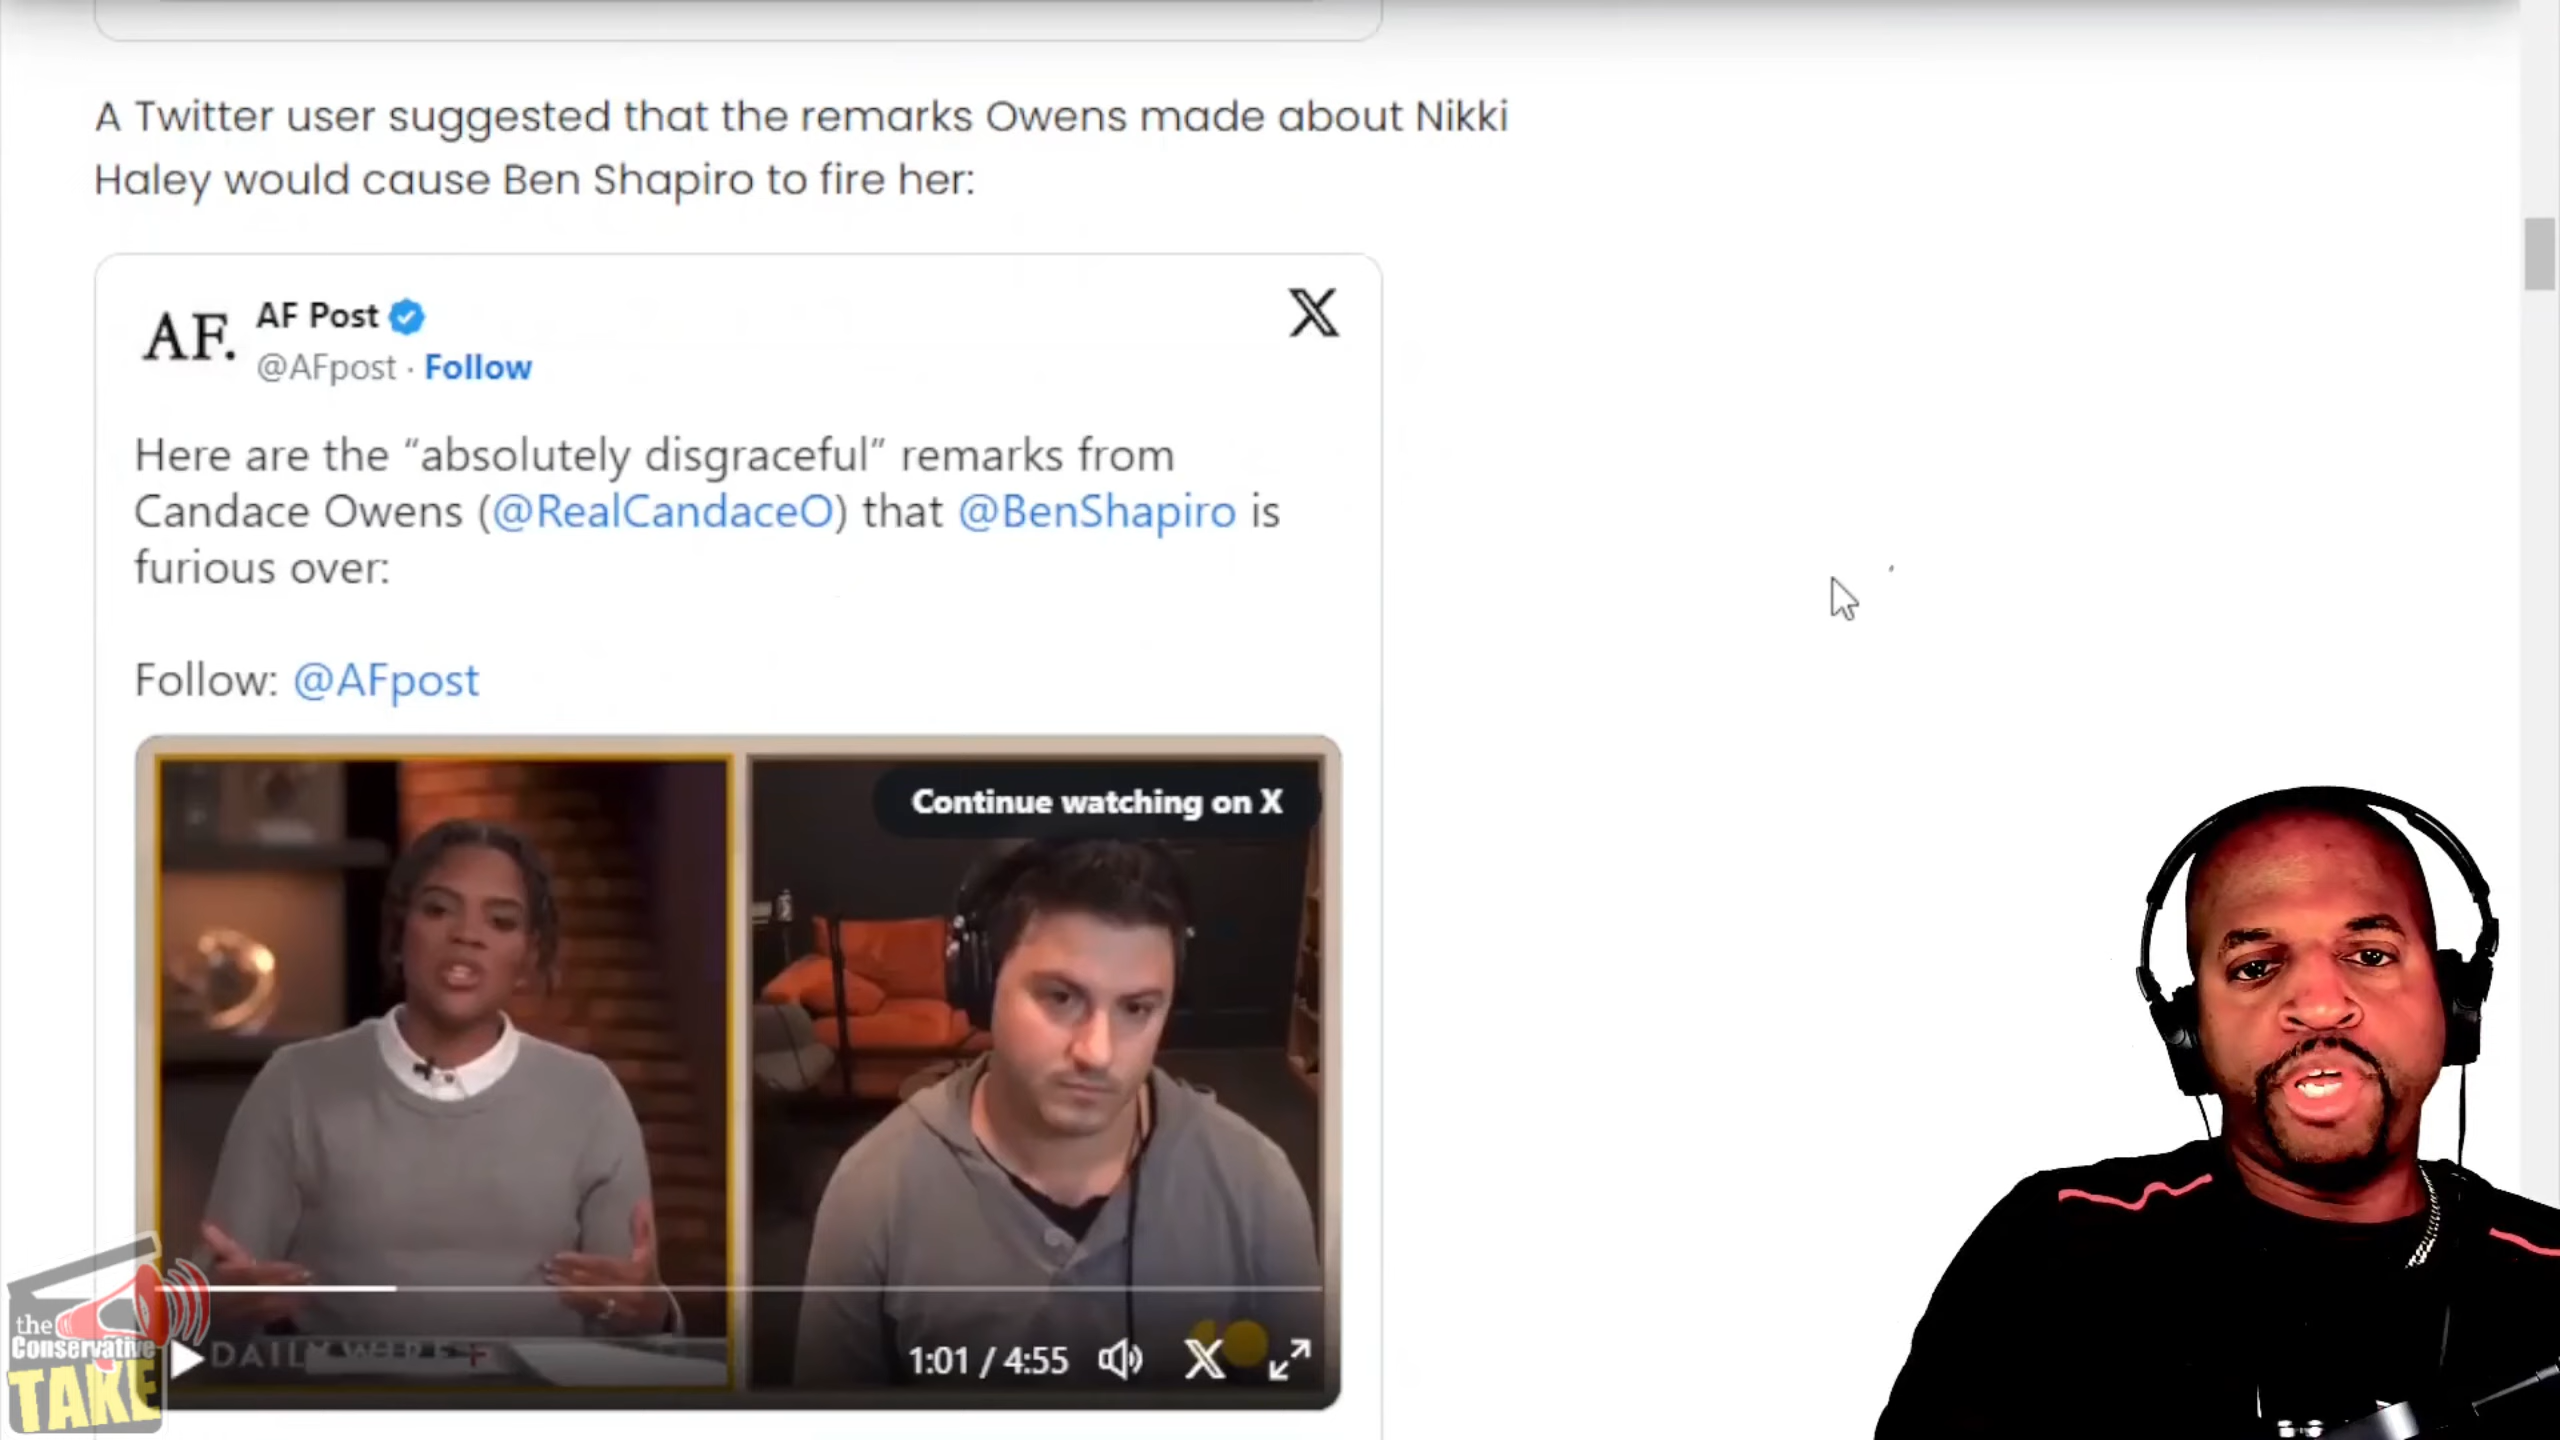 A Twitter user suggested that the remarks Owens made about Nikki
Haley would cause Ben Shapiro to fire her:
AF.
AF Post
@AFpost · Follow
Here are the “absolutely disgraceful” remarks from
Candace Owens (@RealCandaceO) that @BenShapiro is
furious over:
Follow: @AFpost
Continue watching on X
DAILY WIRE
1:01 / 4:55
the
Conservative
TAKE